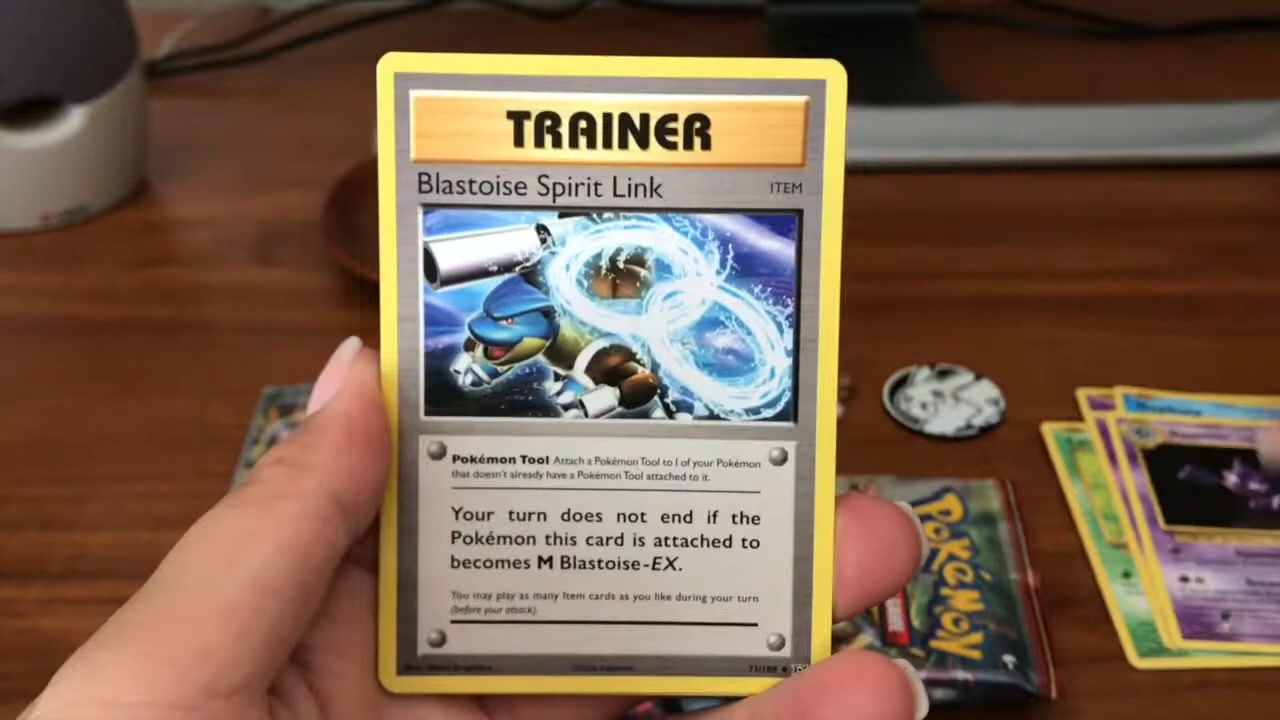 TRAINER
Blastoise Spirit Link
ITEM
Pokémon Tool Attach a Pokémon Tool to 1 of your Pokémon
that doesn't already have a Pokémon Tool attached to it.
Your turn does not end if the
Pokémon this card is attached to
becomes M Blastoise-EX.
You may play as many Item cards as you like during your turn
(before your attack).
73/108
POKÉMON